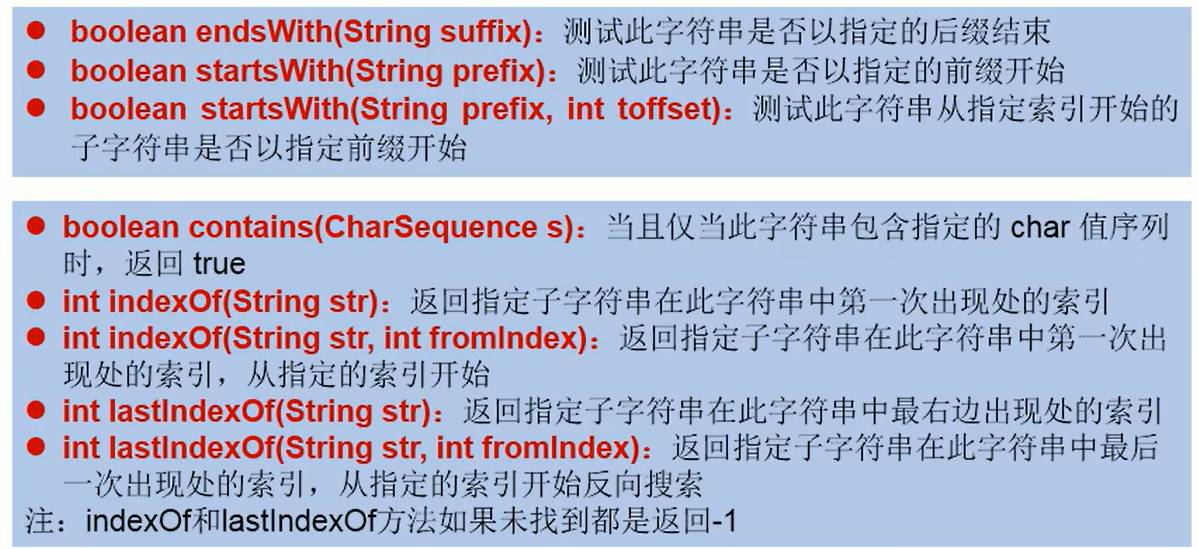 ● boolean endsWith(String suffix)：测试此字符串是否以指定的后缀结束
● boolean startsWith(String prefix)：测试此字符串是否以指定的前缀开始
● boolean startsWith(String prefix, int toffset)：测试此字符串从指定索引开始的
子字符串是否以指定前缀开始
● boolean contains(CharSequence s)：当且仅当此字符串包含指定的 char 值序列
时，返回 true
● int indexOf(String str)：返回指定子字符串在此字符串中第一次出现处的索引
● int indexOf(String str, int fromIndex)：返回指定子字符串在此字符串中第一次出
现处的索引，从指定的索引开始
● int lastIndexOf(String str)：返回指定子字符串在此字符串中最右边出现处的索引
● int lastIndexOf(String str, int fromIndex)：返回指定子字符串在此字符串中最后
一次出现处的索引，从指定的索引开始反向搜索
注：indexOf和lastIndexOf方法如果未找到都是返回-1